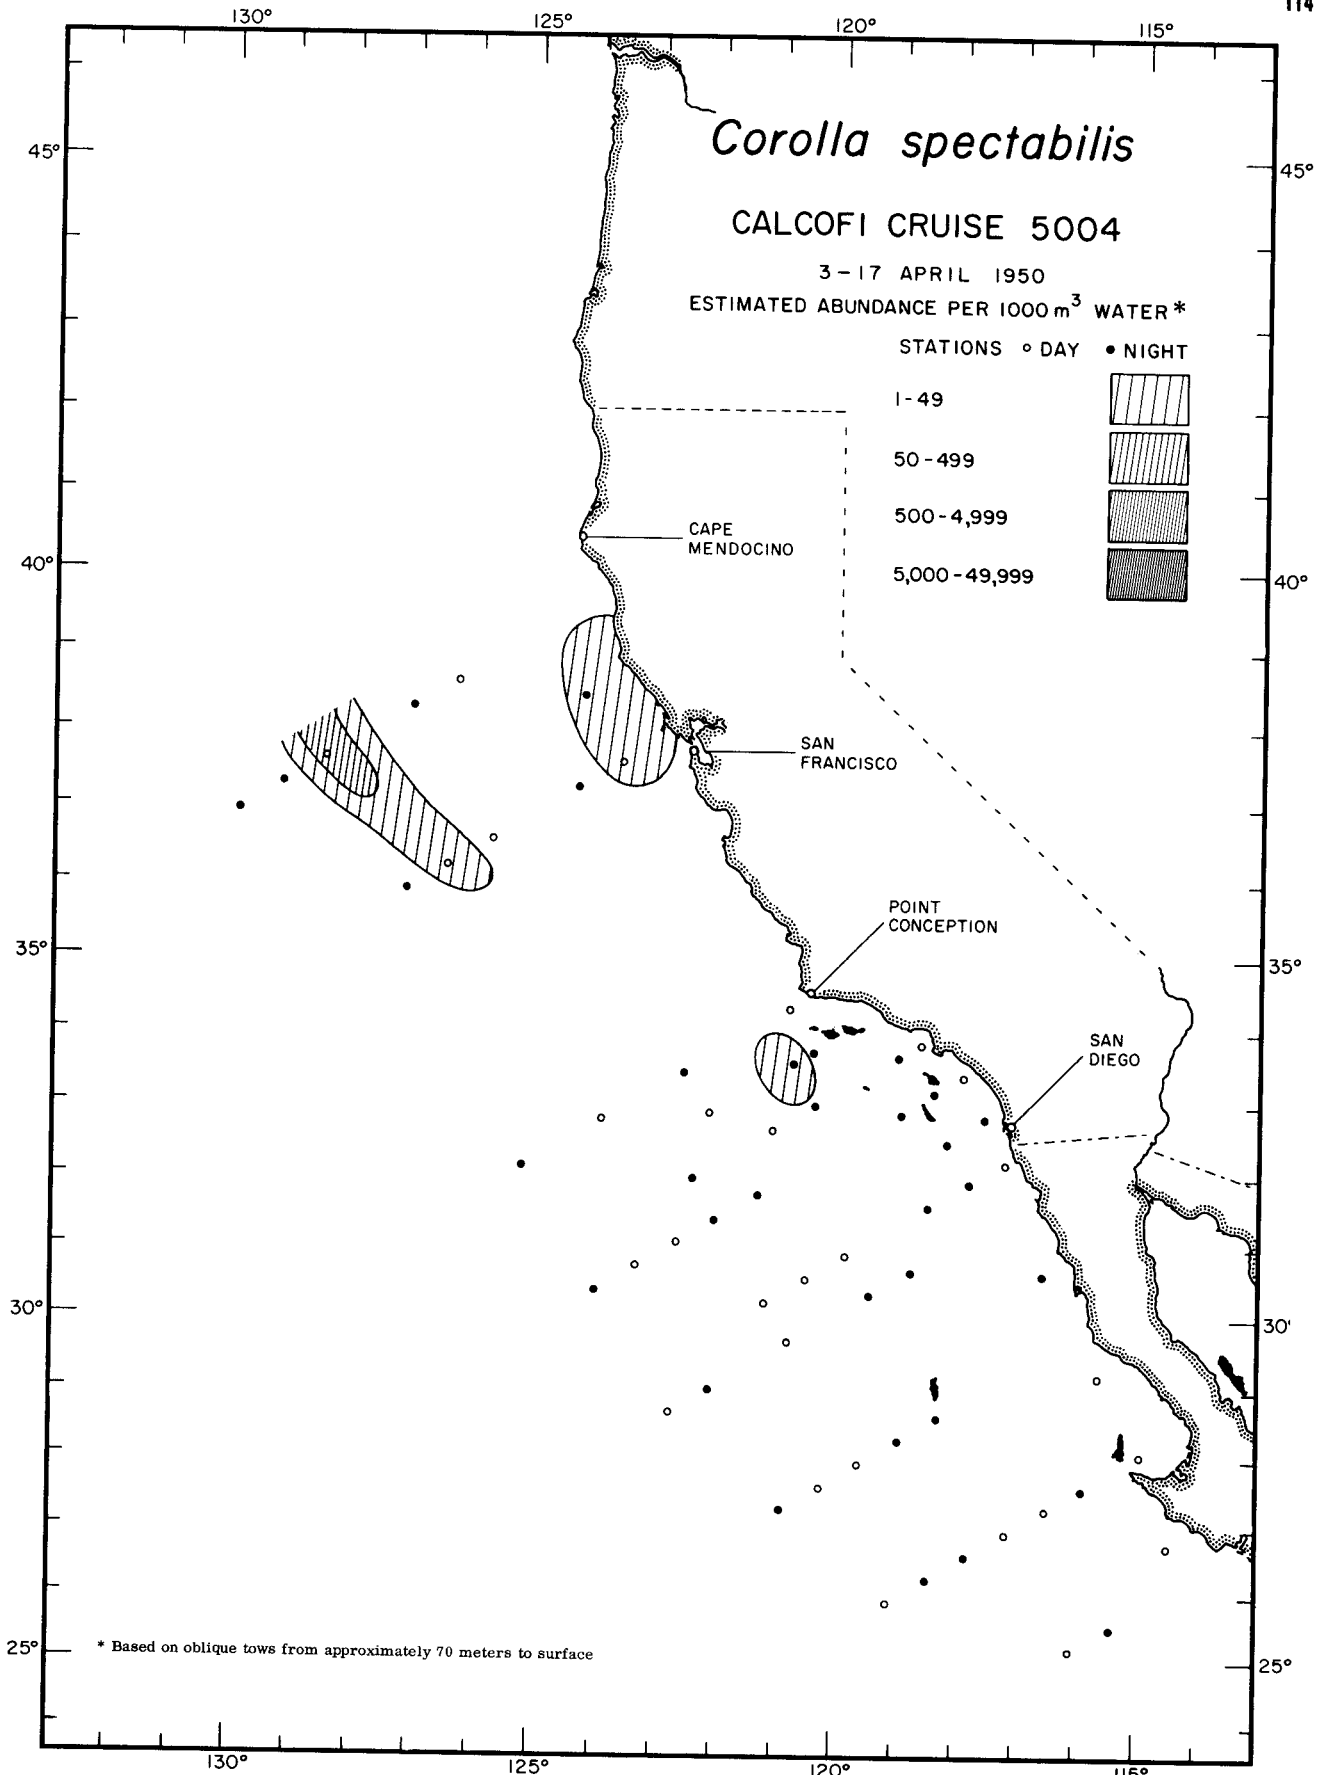 114
130° 125° 120° 115°
Corolla spectabilis
45° 45°
CALCOFI CRUISE 5004
3-17 APRIL 1950
ESTIMATED ABUNDANCE PER 1000 m³ WATER*
STATIONS ○ DAY ● NIGHT
1-49
50-499
500-4,999
5,000-49,999
CAPE
MENDOCINO
40° 40°
SAN
FRANCISCO
POINT
CONCEPTION
35° 35°
SAN
DIEGO
30° 30'
* Based on oblique tows from approximately 70 meters to surface
25° 25°
130° 125° 120° 115°